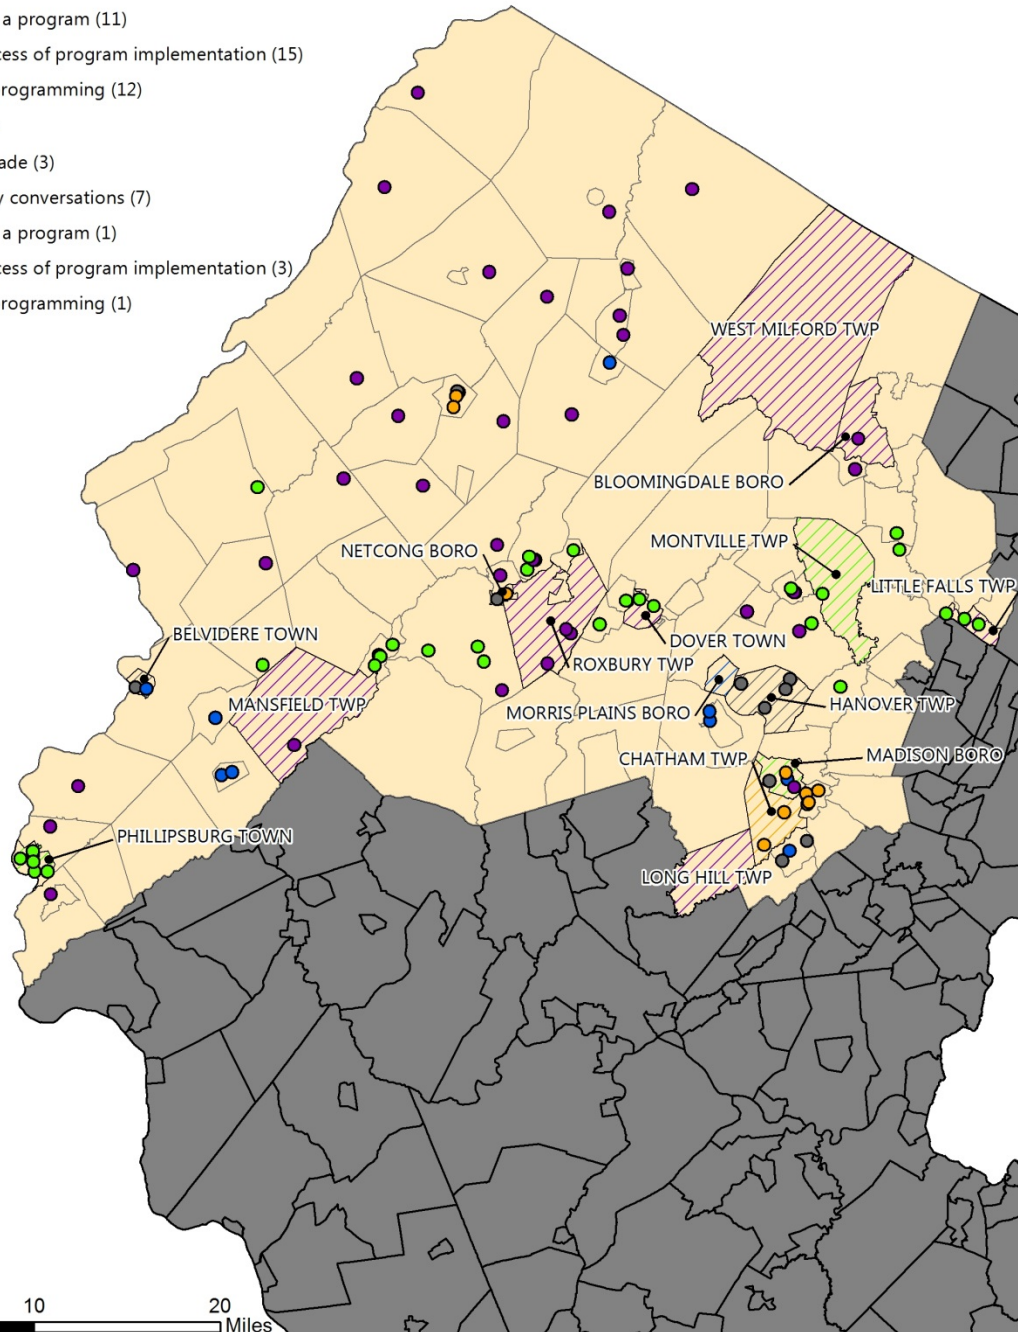 a program (11)
cess of program implementation (15)
rogramming (12)
ade (3)
y conversations (7)
a program (1)
cess of program implementation (3)
rogramming (1)
WEST MILFORD TWP
BLOOMINGDALE BORO
MONTVILLE TWP
NETCONG BORO
LITTLE FALLS TWP
BELVIDERE TOWN
DOVER TOWN
ROXBURY TWP
MANSFIELD TWP
HANOVER TWP
MORRIS PLAINS BORO
MADISON BORO
CHATHAM TWP
PHILLIPSBURG TOWN
LONG HILL TWP
10 20
Miles